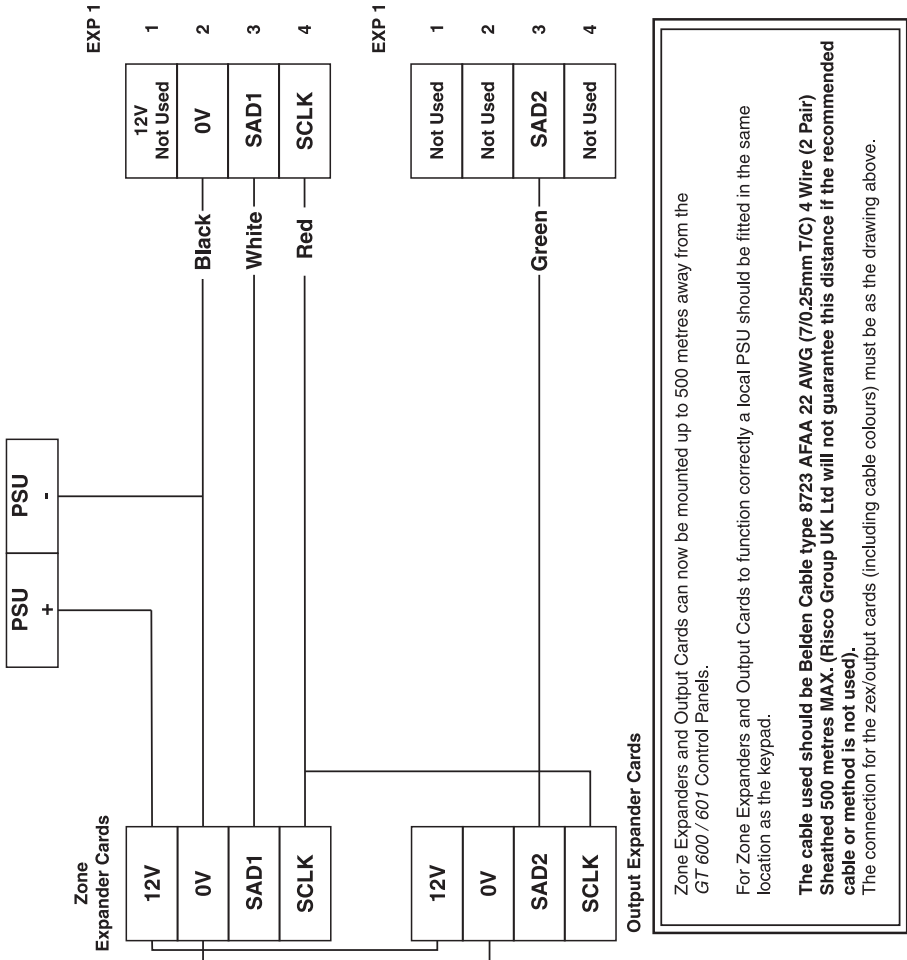 PSU
+
PSU
-
Zone
Expander Cards
12V
0V
SAD1
SCLK
Black
White
Red
EXP 1
12V
Not Used
1
0V
2
SAD1
3
SCLK
4
12V
0V
SAD2
SCLK
Output Expander Cards
Green
EXP 1
Not Used
1
Not Used
2
SAD2
3
Not Used
4
Zone Expanders and Output Cards can now be mounted up to 500 metres away from the
GT 600 / 601 Control Panels.
For Zone Expanders and Output Cards to function correctly a local PSU should be fitted in the same
location as the keypad.
The cable used should be Belden Cable type 8723 AFAA 22 AWG (7/0.25mm T/C) 4 Wire (2 Pair)
Sheathed 500 metres MAX. (Risco Group UK Ltd will not guarantee this distance if the recommended
cable or method is not used).
The connection for the zex/output cards (including cable colours) must be as the drawing above.